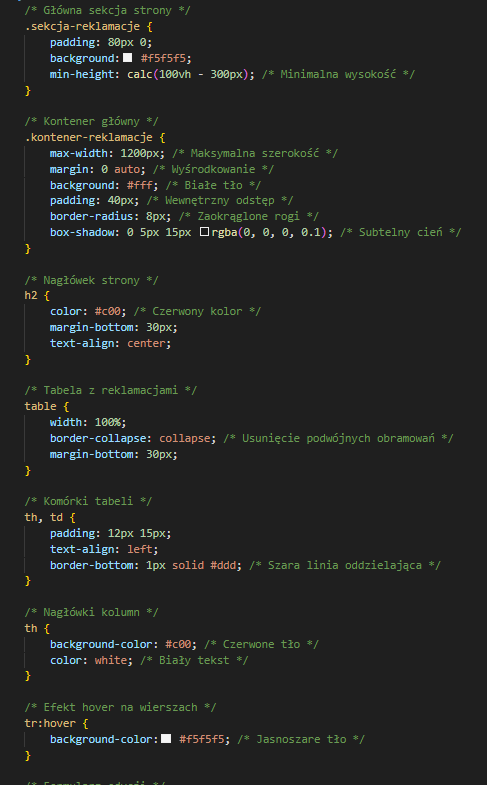 /* Główna sekcja strony */
.sekcja-reklamacje {
    padding: 80px 0;
    background: #f5f5f5;
    min-height: calc(100vh - 300px); /* Minimalna wysokość */
}

/* Kontener główny */
.kontener-reklamacje {
    max-width: 1200px; /* Maksymalna szerokość */
    margin: 0 auto; /* Wyśrodkowanie */
    background: #fff; /* Białe tło */
    padding: 40px; /* Wewnętrzny odstęp */
    border-radius: 8px; /* Zaokrąglone rogi */
    box-shadow: 0 5px 15px rgba(0, 0, 0, 0.1); /* Subtelny cień */
}

/* Nagłówek strony */
h2 {
    color: #c00; /* Czerwony kolor */
    margin-bottom: 30px;
    text-align: center;
}

/* Tabela z reklamacjami */
table {
    width: 100%;
    border-collapse: collapse; /* Usunięcie podwójnych obramowań */
    margin-bottom: 30px;
}

/* Komórki tabeli */
th, td {
    padding: 12px 15px;
    text-align: left;
    border-bottom: 1px solid #ddd; /* Szara linia oddzielająca */
}

/* Nagłówki kolumn */
th {
    background-color: #c00; /* Czerwone tło */
    color: white; /* Biały tekst */
}

/* Efekt hover na wierszach */
tr:hover {
    background-color: #f5f5f5; /* Jasnoszare tło */
}

/* Formularz edycji */